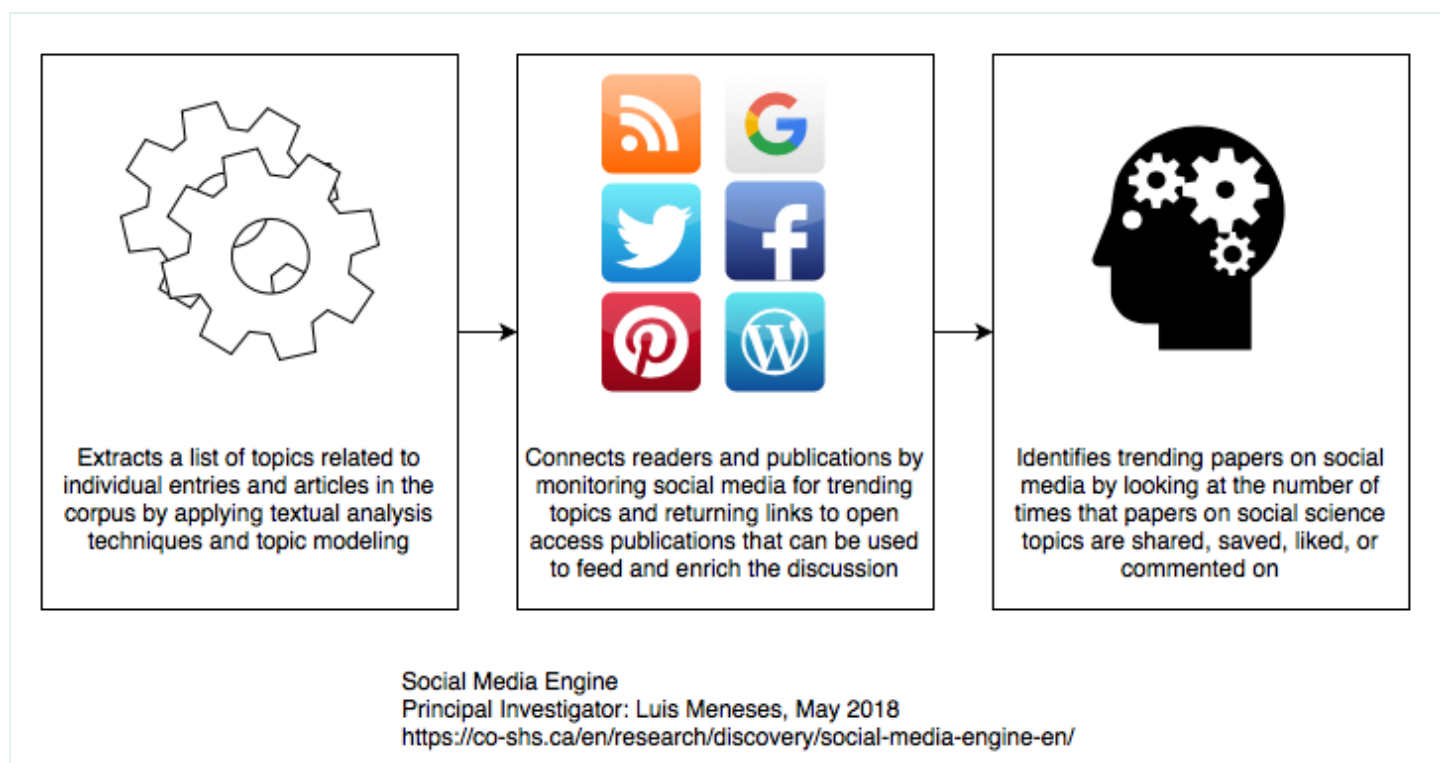 Extracts a list of topics related to
individual entries and articles in the
corpus by applying textual analysis
techniques and topic modeling
Connects readers and publications by
monitoring social media for trending
topics and returning links to open
access publications that can be used
to feed and enrich the discussion
Identifies trending papers on social
media by looking at the number of
times that papers on social science
topics are shared, saved, liked, or
commented on
Social Media Engine
Principal Investigator: Luis Meneses, May 2018
https://co-shs.ca/en/research/discovery/social-media-engine-en/